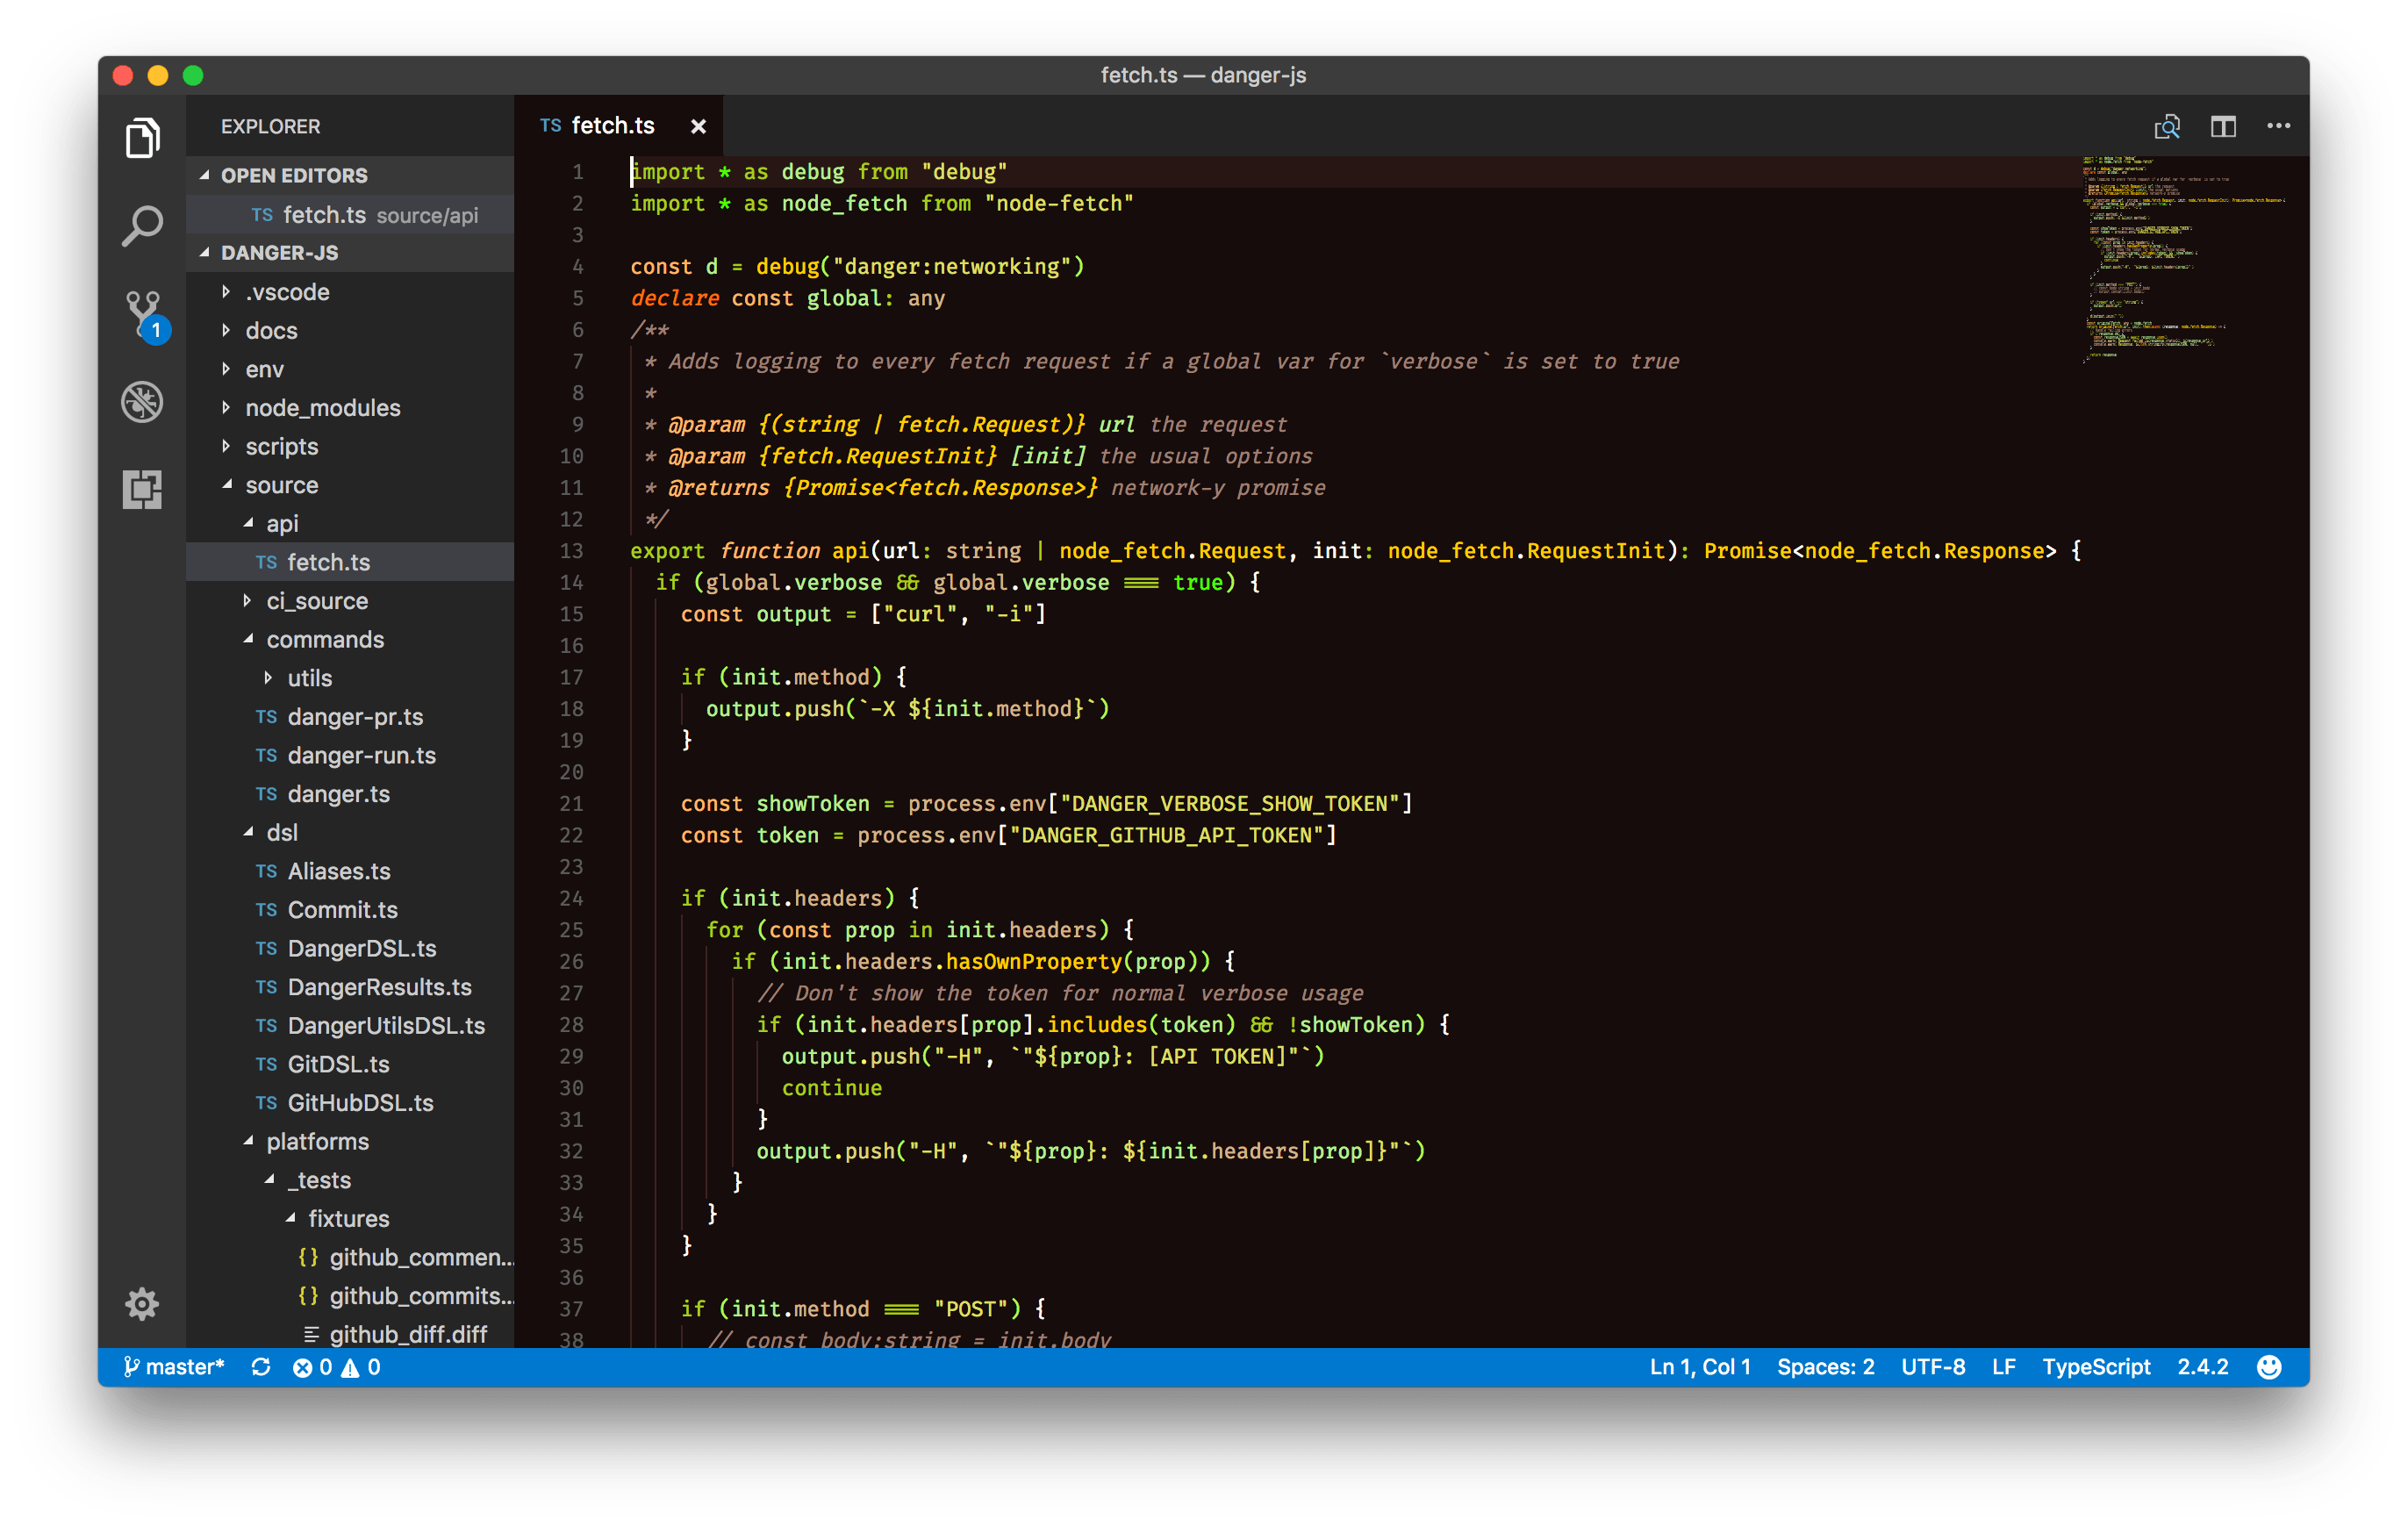 fetch.ts — danger-js
EXPLORER
OPEN EDITORS
TS fetch.ts source/api
DANGER-JS
.vscode
docs
env
node_modules
scripts
source
api
TS fetch.ts
ci_source
commands
utils
TS danger-pr.ts
TS danger-run.ts
TS danger.ts
dsl
TS Aliases.ts
TS Commit.ts
TS DangerDSL.ts
TS DangerResults.ts
TS DangerUtilsDSL.ts
TS GitDSL.ts
TS GitHubDSL.ts
platforms
_tests
fixtures
{} github_commen...
{} github_commits...
github_diff.diff
1
TS fetch.ts ×
1 import * as debug from "debug"
2 import * as node_fetch from "node-fetch"
3
4 const d = debug("danger:networking")
5 declare const global: any
6 /**
7 * Adds logging to every fetch request if a global var for `verbose` is set to true
8 *
9 * @param {(string | fetch.Request)} url the request
10 * @param {fetch.RequestInit} [init] the usual options
11 * @returns {Promise<fetch.Response>} network-y promise
12 */
13 export function api(url: string | node_fetch.Request, init: node_fetch.RequestInit): Promise<node_fetch.Response> {
14 if (global.verbose && global.verbose === true) {
15 const output = ["curl", "-i"]
16
17 if (init.method) {
18 output.push(`-X ${init.method}`)
19 }
20
21 const showToken = process.env["DANGER_VERBOSE_SHOW_TOKEN"]
22 const token = process.env["DANGER_GITHUB_API_TOKEN"]
23
24 if (init.headers) {
25 for (const prop in init.headers) {
26 if (init.headers.hasOwnProperty(prop)) {
27 // Don't show the token for normal verbose usage
28 if (init.headers[prop].includes(token) && !showToken) {
29 output.push("-H", `"${prop}: [API TOKEN]"`)
30 continue
31 }
32 output.push("-H", `"${prop}: ${init.headers[prop]}"`)
33 }
34 }
35 }
36
37 if (init.method === "POST") {
38 // const body:string = init.body
master* 0 0
Ln 1, Col 1 Spaces: 2 UTF-8 LF TypeScript 2.4.2